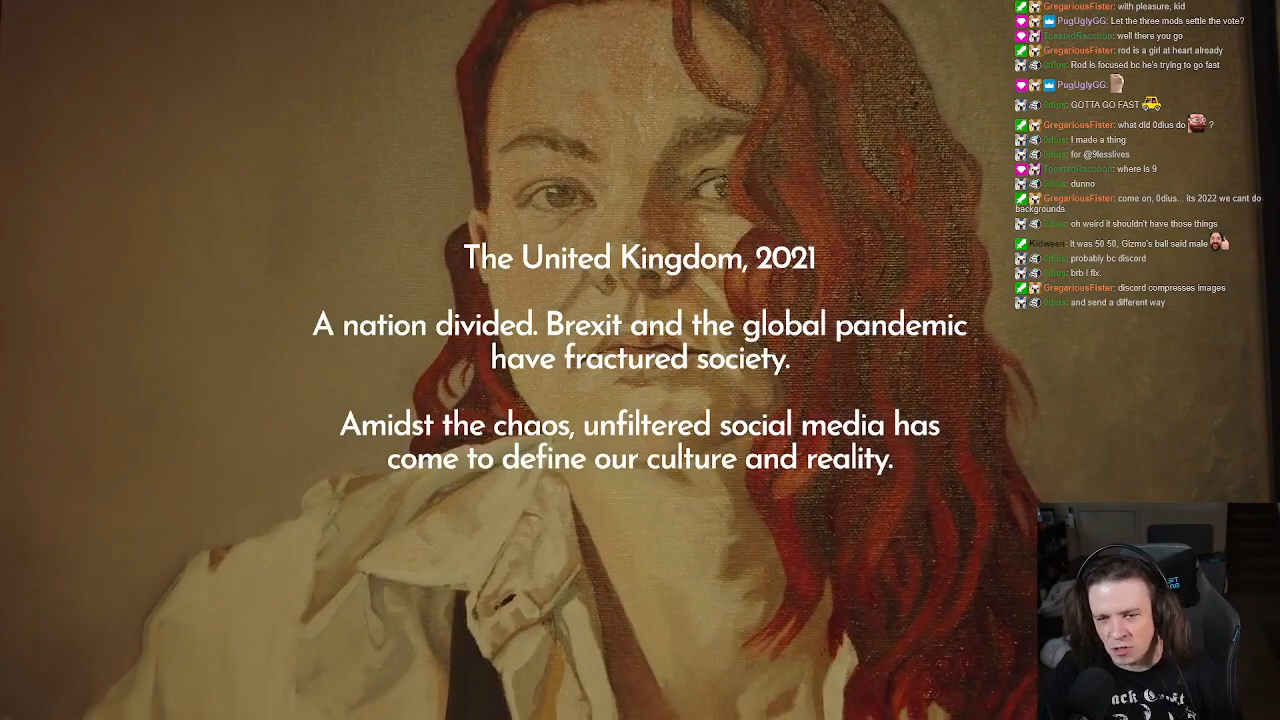 GregariousFister: with pleasure, kid
PugUglyGG: Let the three mods settle the vote?
ToastedRaccoon: well there you go
GregariousFister: rod is a girl at heart already
0dius: Rod is focused bc he's trying to go fast
PugUglyGG:
0dius: GOTTA GO FAST
GregariousFister: what did 0dius do ?
0dius: I made a thing
0dius: for @9lesslives
ToastedRaccoon: where is 9
0dius: dunno
GregariousFister: come on, 0dius... its 2022 we cant do
backgrounds
0dius: oh weird it shouldn't have those things
Kidween: It was 50 50, Gizmo's ball said male
0dius: probably bc discord
0dius: brb I fix.
GregariousFister: discord compresses images
0dius: and send a different way
The United Kingdom, 2021
A nation divided. Brexit and the global pandemic
have fractured society.
Amidst the chaos, unfiltered social media has
come to define our culture and reality.